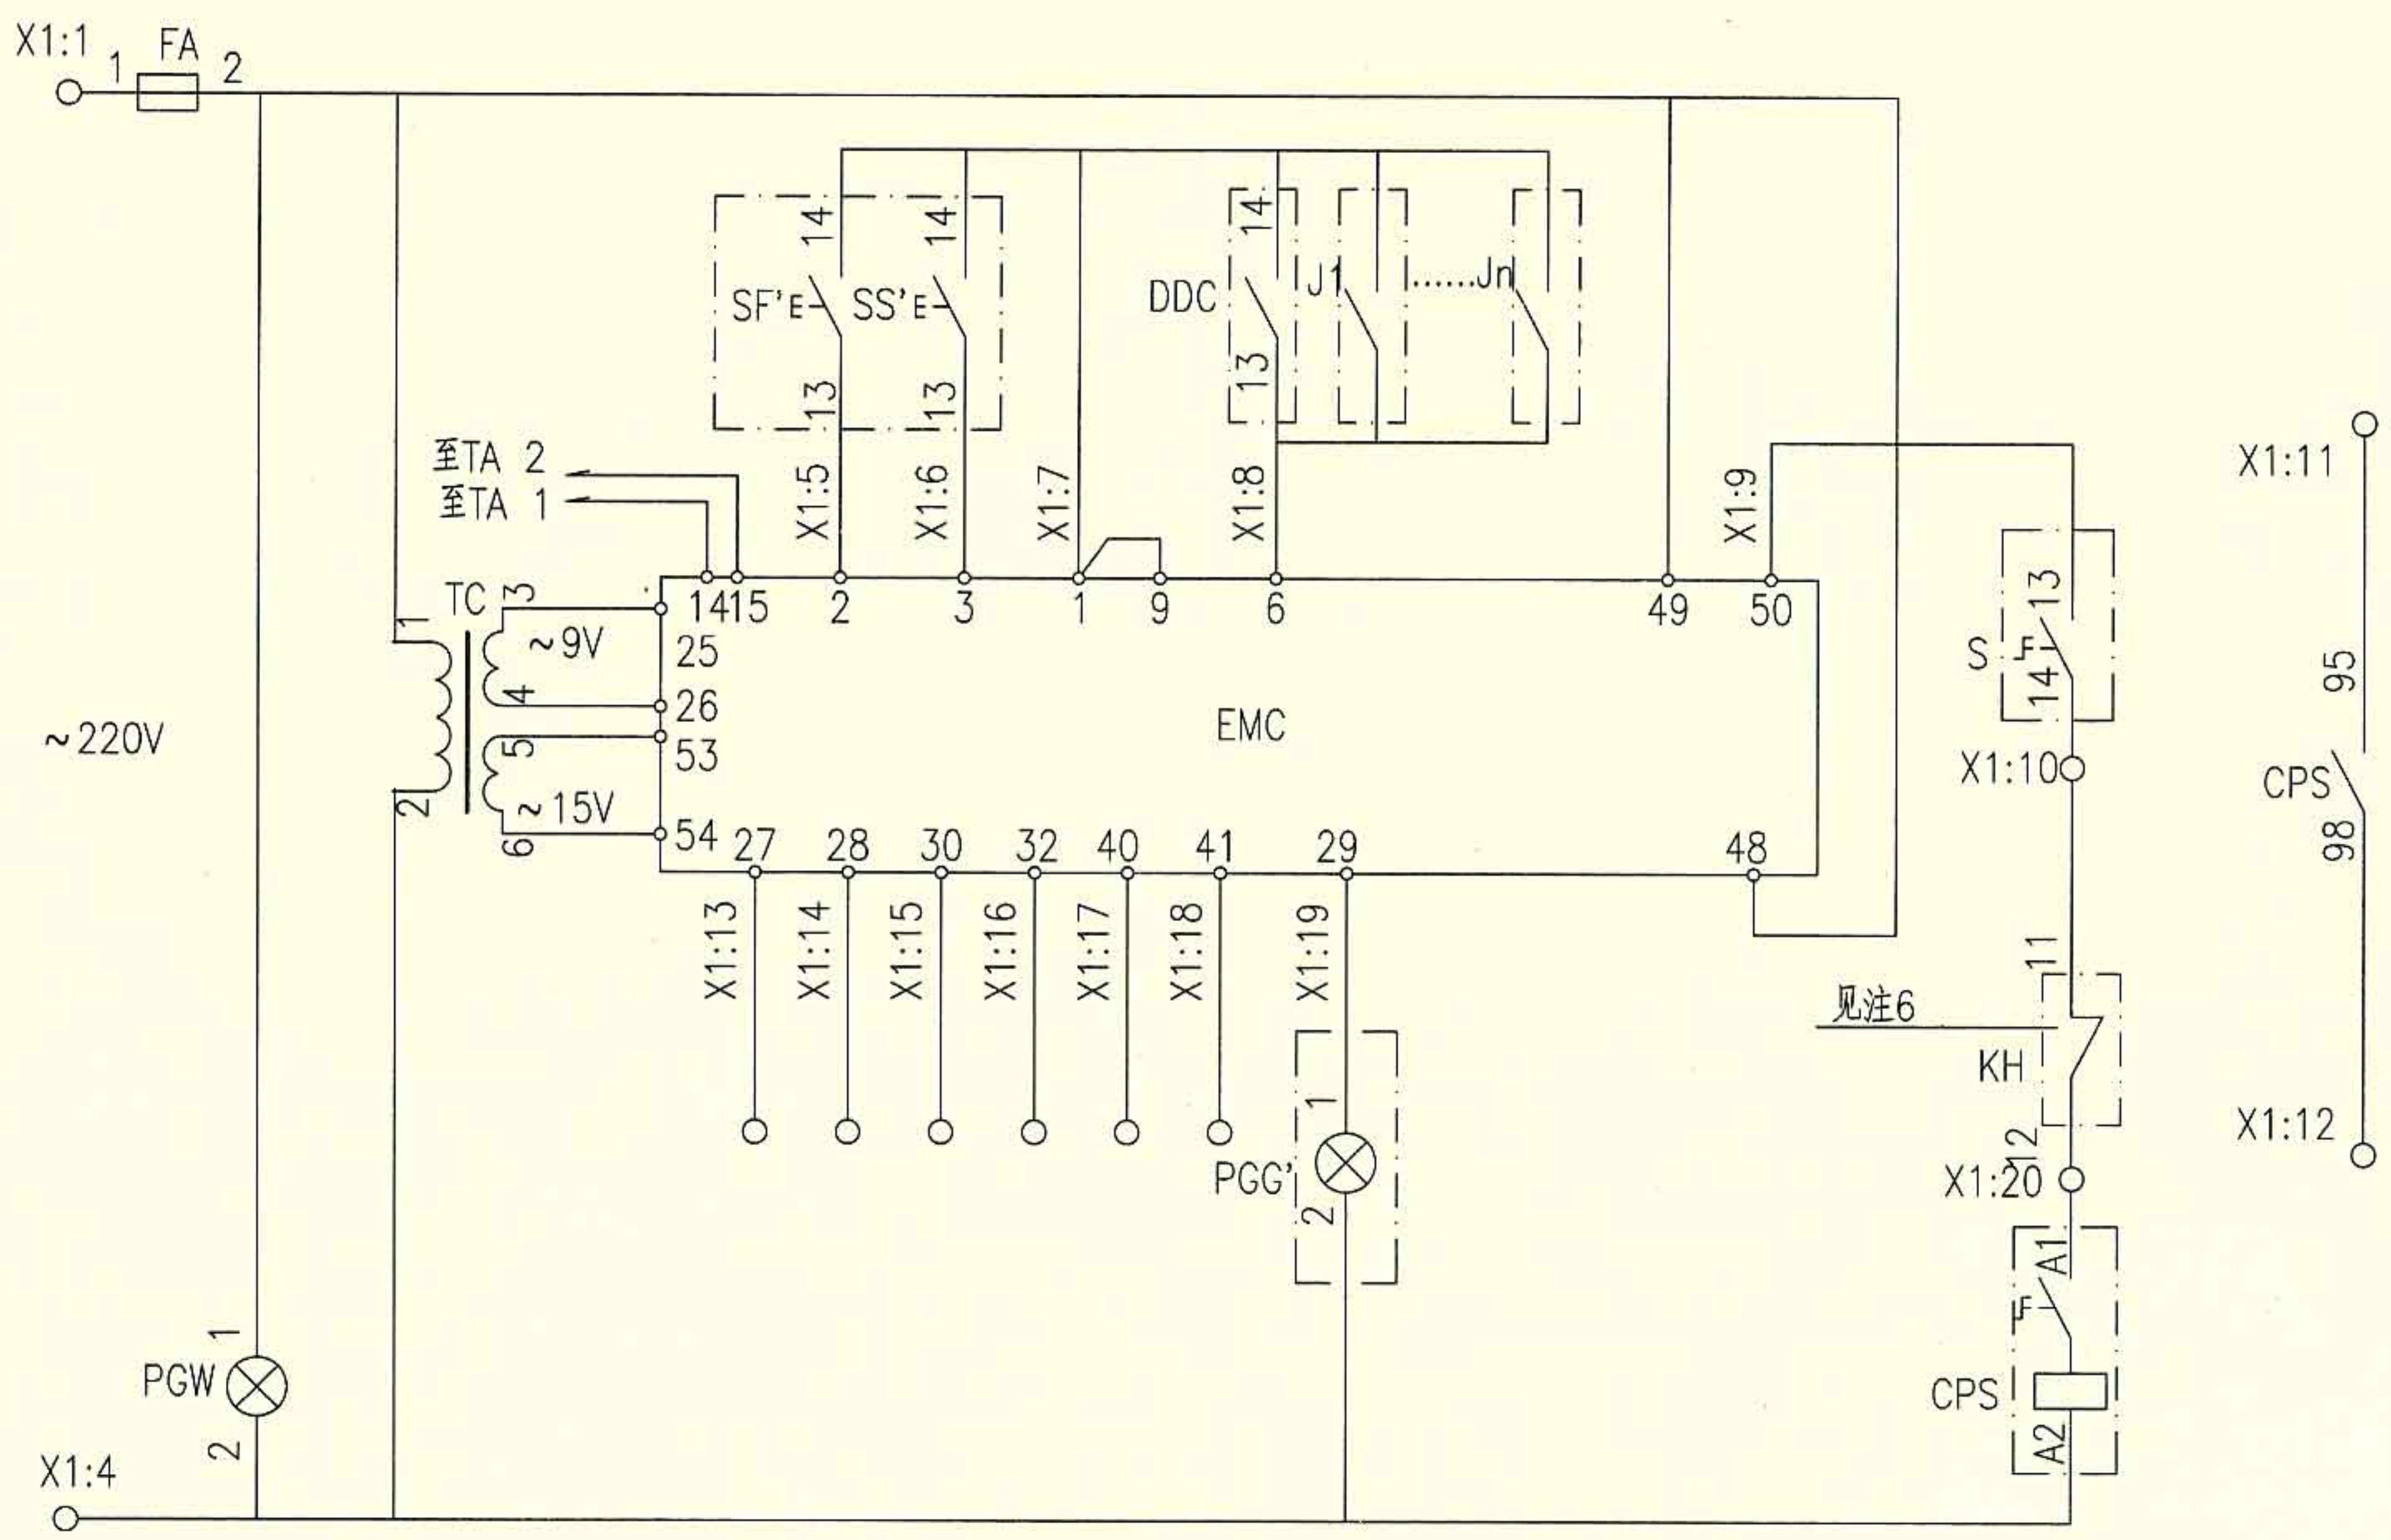 X1:1
1
FA
2
14
14
14
SF'E
SS'E
DDC
J1
......Jn
13
13
13
至TA 2
至TA 1
X1:5
X1:6
X1:7
X1:8
X1:9
X1:11
TC
1
3
14 15
2
3
1
9
6
49
50
13
~9V
25
S
14
4
26
95
~220V
5
53
EMC
X1:10
CPS
2
~15V
6
54
27
28
30
32
40
41
29
48
98
X1:13
X1:14
X1:15
X1:16
X1:17
X1:18
X1:19
11
见注6
KH
1
12
X1:12
PGG'
2
X1:20
A1
1
PGW
2
CPS
A2
X1:4